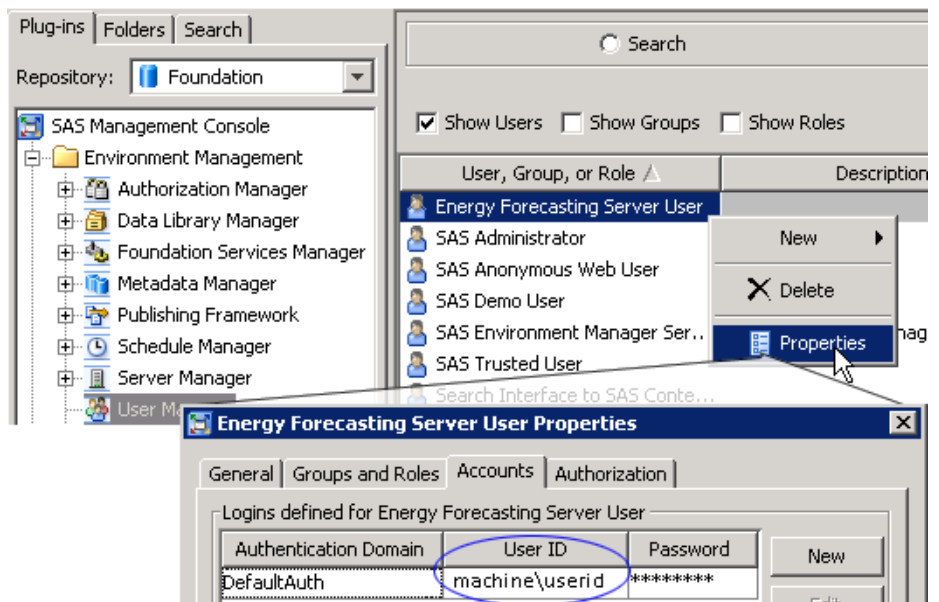 Plug-ins Folders Search
Repository: Foundation
SAS Management Console
Environment Management
Authorization Manager
Data Library Manager
Foundation Services Manager
Metadata Manager
Publishing Framework
Schedule Manager
Server Manager
User Ma
Search
Show Users Show Groups Show Roles
User, Group, or Role Description
Energy Forecasting Server User
SAS Administrator
SAS Anonymous Web User
SAS Demo User
SAS Environment Manager Ser...
SAS Trusted User
Search Interface to SAS Conte...
New
Delete
Properties
Energy Forecasting Server User Properties
General Groups and Roles Accounts Authorization
Logins defined for Energy Forecasting Server User
Authentication Domain User ID Password
DefaultAuth machine\userid ********
New